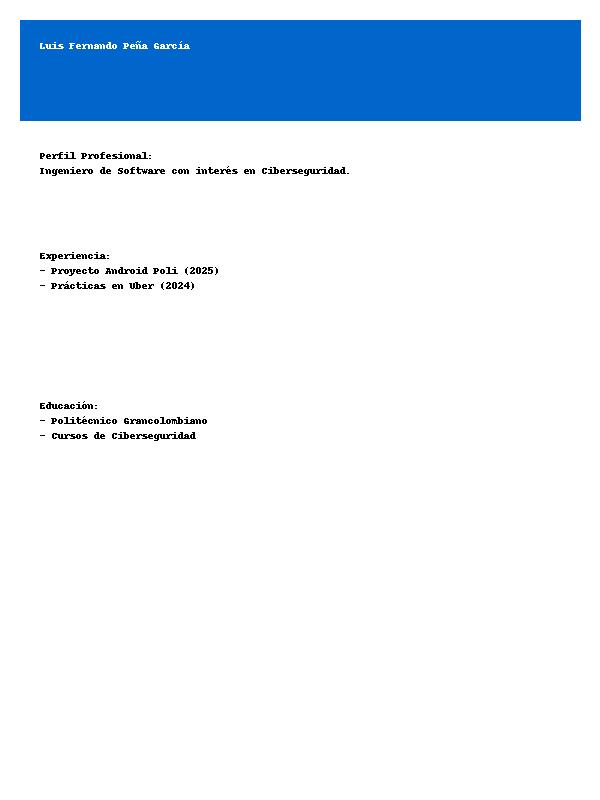 Luis Fernando Peña García
Perfil Profesional:
Ingeniero de Software con interés en Ciberseguridad.
Experiencia:
- Proyecto Android Poli (2025)
- Prácticas en Uber (2024)
Educación:
- Politécnico Grancolombiano
- Cursos de Ciberseguridad